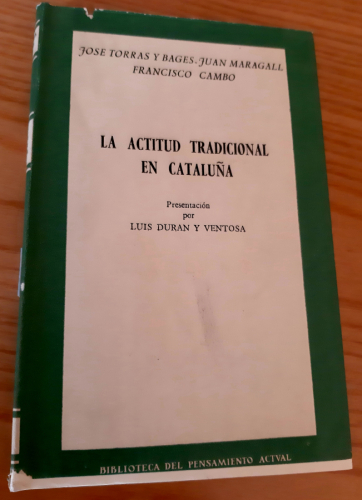 JOSE TORRAS Y BAGES-JUAN MARAGALL
FRANCISCO CAMBO
LA ACTITUD TRADICIONAL
EN CATALUÑA
Presentación
por
LUIS DURAN Y VENTOSA
BIBLIOTECA DEL PENSAMIENTO ACTVAL